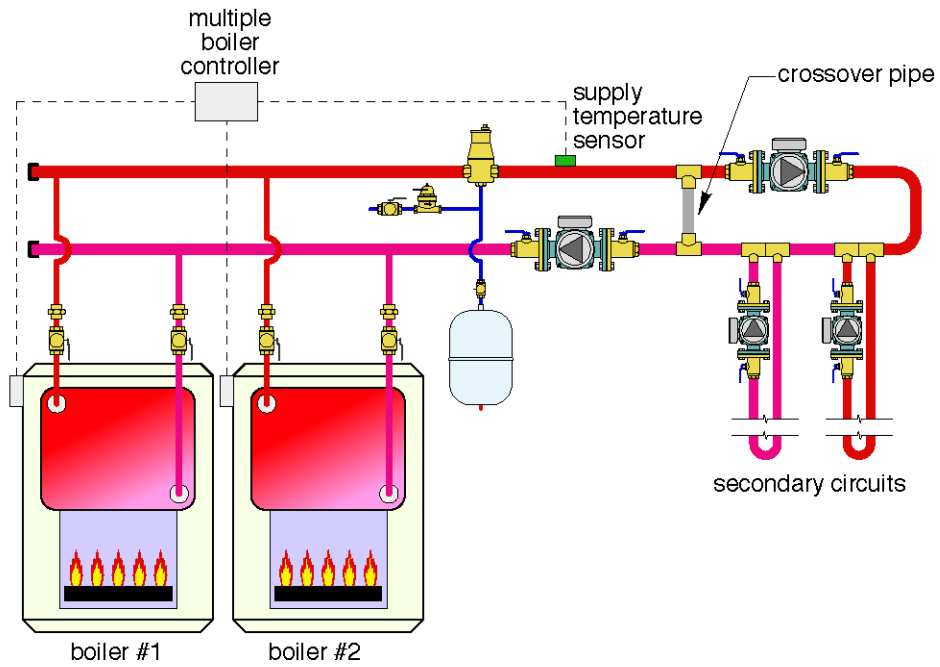 multiple
boiler
controller
crossover pipe
supply
temperature
sensor
secondary circuits
boiler #1
boiler #2